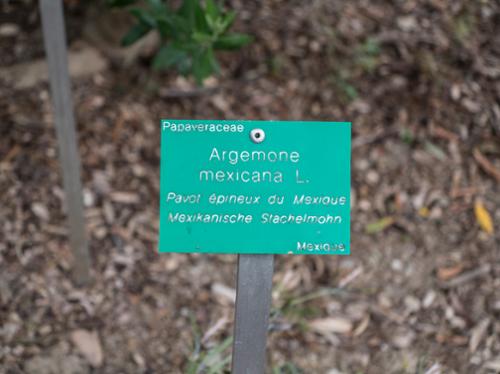 Papaveraceae
Argemone
mexicana L.
Pavot épineux du Mexique
Mexikanische Stachelmohn
Mexique